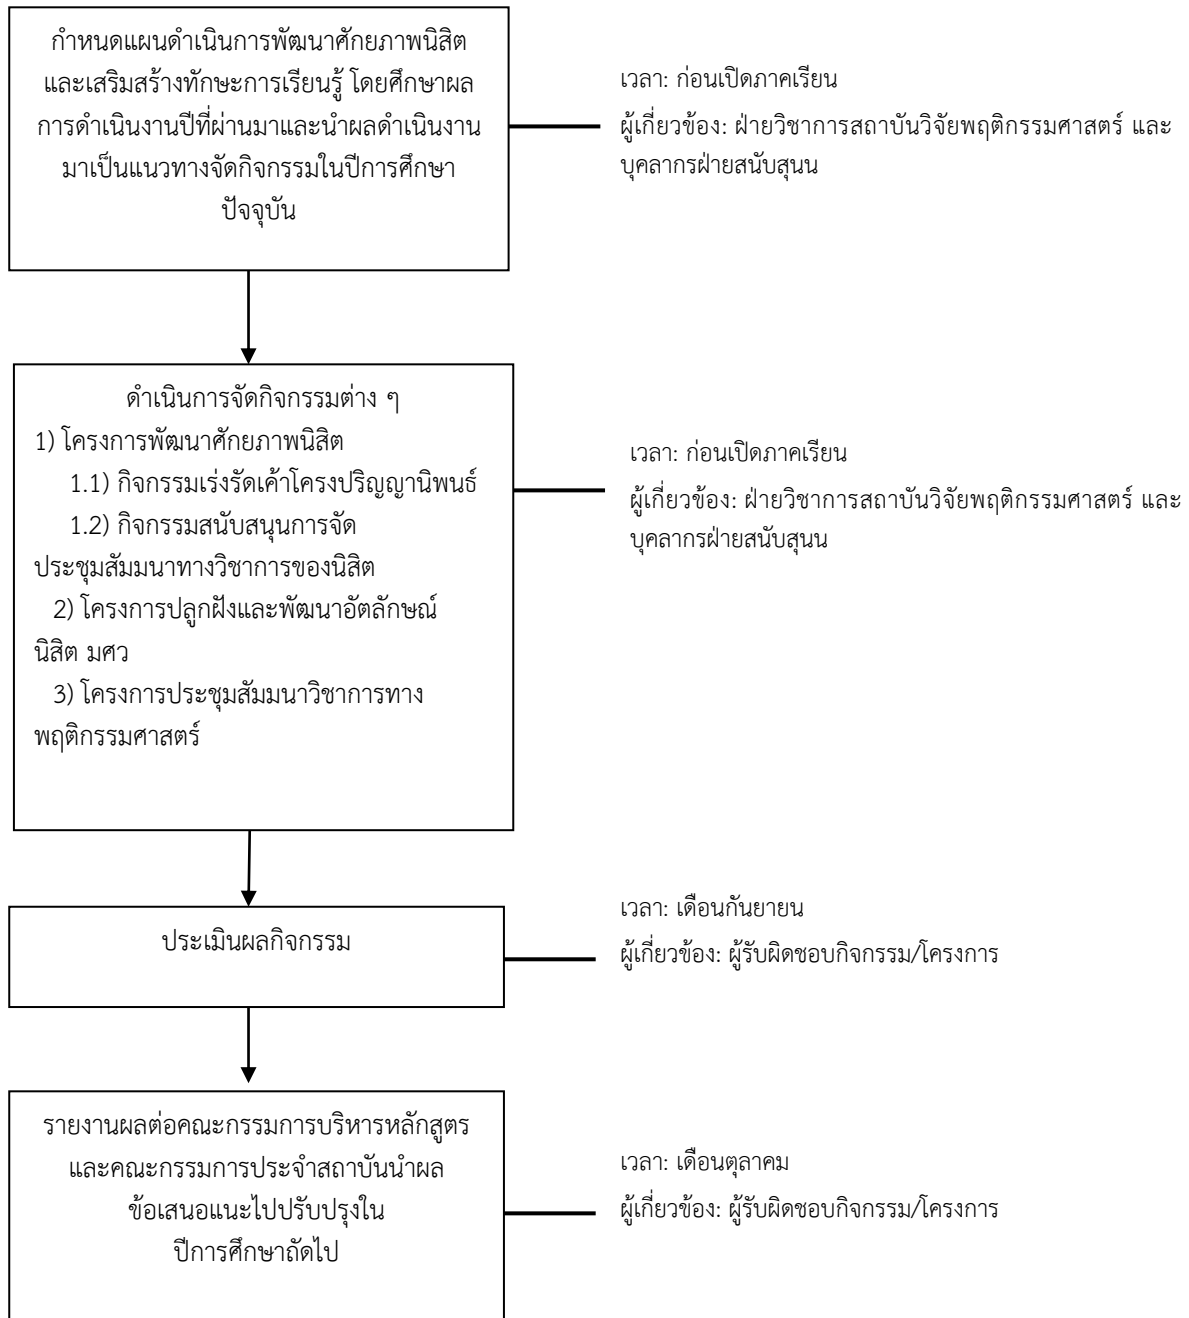 กำหนดแผนดำเนินการพัฒนาศักยภาพนิสิต
และเสริมสร้างทักษะการเรียนรู้ โดยศึกษาผล
การดำเนินงานปีที่ผ่านมาและนำผลดำเนินงาน
มาเป็นแนวทางจัดกิจกรรมในปีการศึกษา
ปัจจุบัน
เวลา: ก่อนเปิดภาคเรียน
ผู้เกี่ยวข้อง: ฝ่ายวิชาการสถาบันวิจัยพฤติกรรมศาสตร์ และ
บุคลากรฝ่ายสนับสุนน
ดำเนินการจัดกิจกรรมต่าง ๆ
1) โครงการพัฒนาศักยภาพนิสิต
1.1) กิจกรรมเร่งรัดเค้าโครงปริญญานิพนธ์
1.2) กิจกรรมสนับสนุนการจัด
ประชุมสัมมนาทางวิชาการของนิสิต
2) โครงการปลูกฝังและพัฒนาอัตลักษณ์
นิสิต มศว
3) โครงการประชุมสัมมนาวิชาการทาง
พฤติกรรมศาสตร์
เวลา: ก่อนเปิดภาคเรียน
ผู้เกี่ยวข้อง: ฝ่ายวิชาการสถาบันวิจัยพฤติกรรมศาสตร์ และ
บุคลากรฝ่ายสนับสุนน
ประเมินผลกิจกรรม
เวลา: เดือนกันยายน
ผู้เกี่ยวข้อง: ผู้รับผิดชอบกิจกรรม/โครงการ
รายงานผลต่อคณะกรรมการบริหารหลักสูตร
และคณะกรรมการประจำสถาบันนำผล
ข้อเสนอแนะไปปรับปรุงใน
ปีการศึกษาถัดไป
เวลา: เดือนตุลาคม
ผู้เกี่ยวข้อง: ผู้รับผิดชอบกิจกรรม/โครงการ